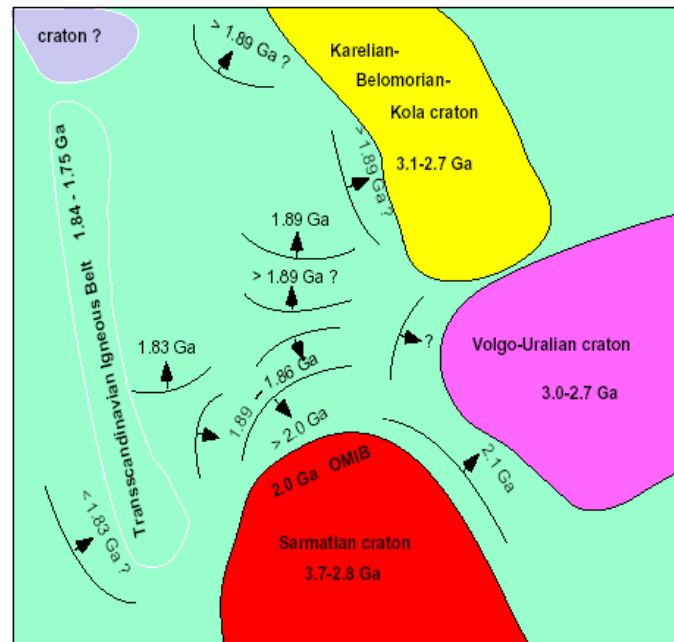 craton ?
> 1.89 Ga ?
Karelian-
Belomorian-
Kola craton
3.1-2.7 Ga
> 1.89 Ga ?
1.89 Ga
> 1.89 Ga ?
Transscandinavian Igneous Belt 1.84 - 1.75 Ga
1.83 Ga
1.89 - 1.86 Ga
> 2.0 Ga
?
Volgo-Uralian craton
3.0-2.7 Ga
2.1 Ga
2.0 Ga OMIB
Sarmatian craton
3.7-2.8 Ga
< 1.83 Ga ?